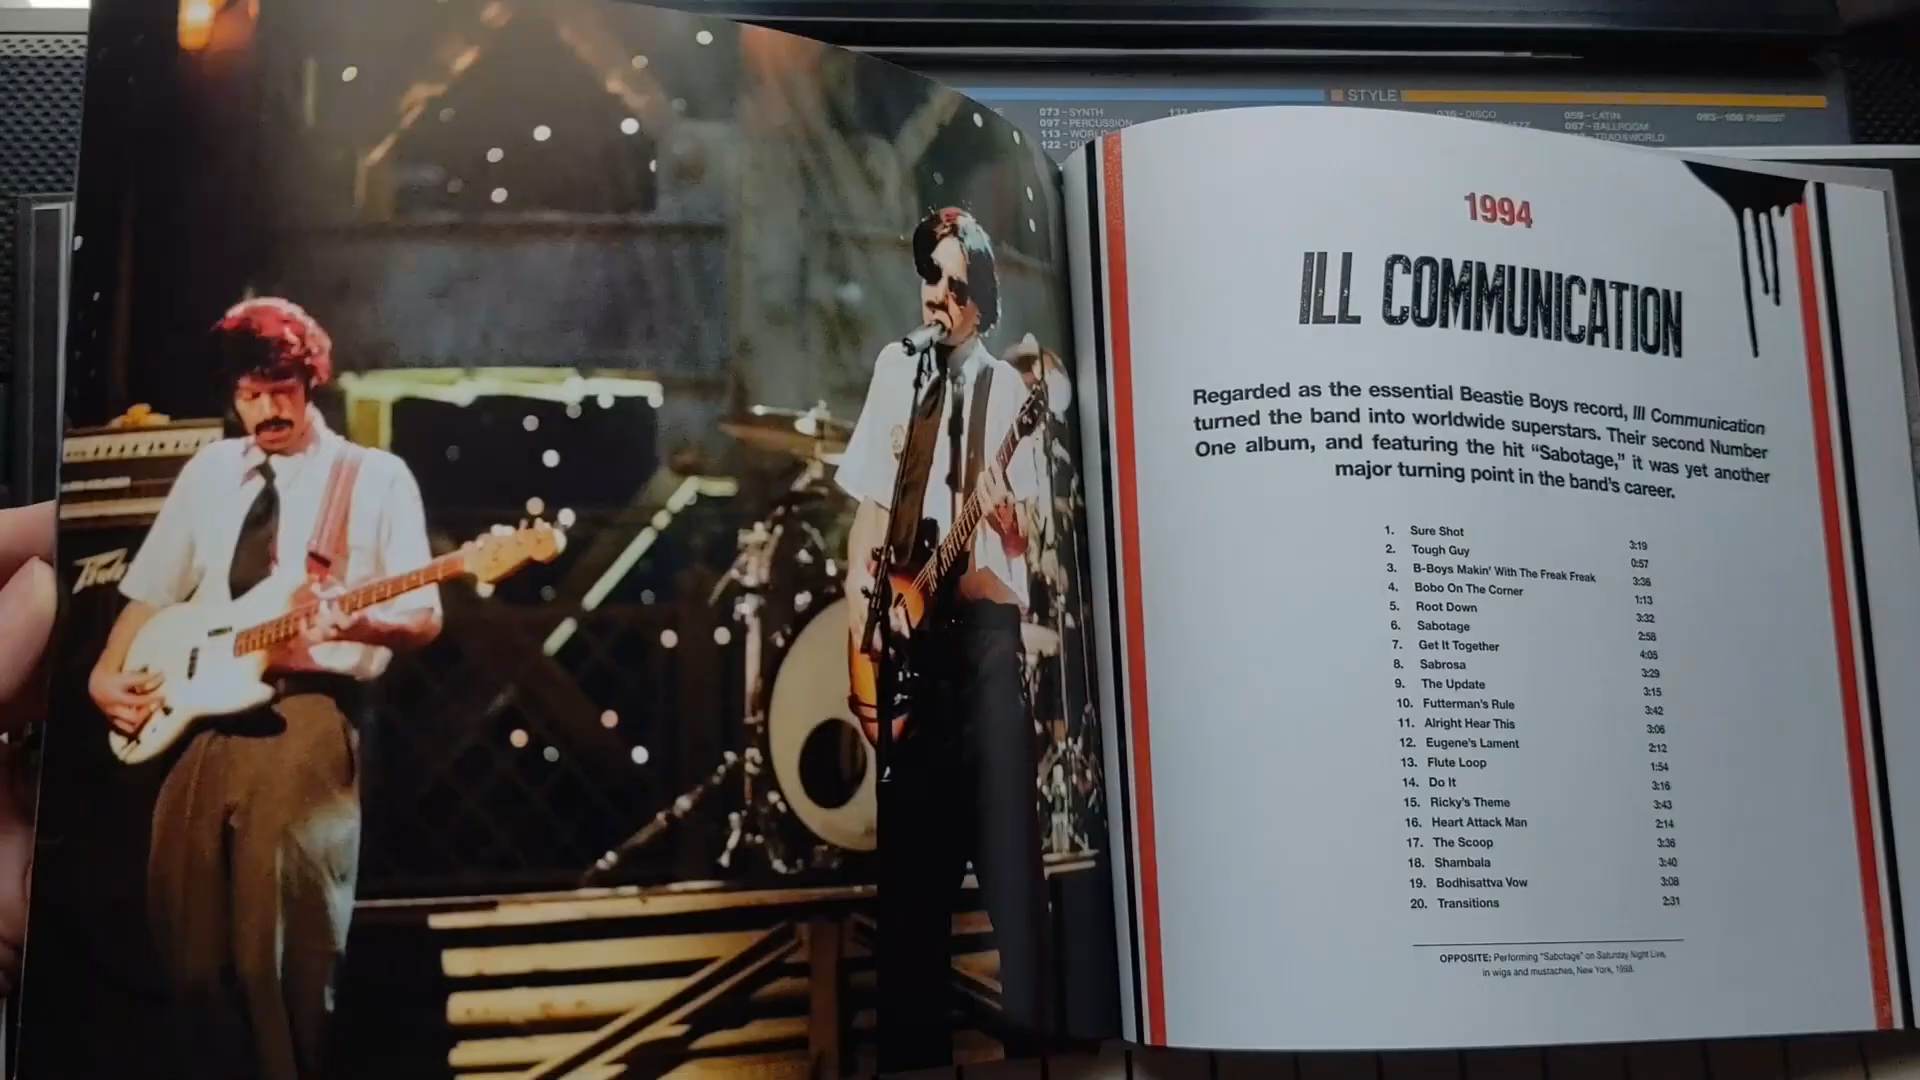 STYLE
073-SYNTH
097-PERCUSSION
113-WORLD
059-LATIN
067-BALLROOM
1994
ILL COMMUNICATION
Regarded as the essential Beastie Boys record, Ill Communication
turned the band into worldwide superstars. Their second Number
One album, and featuring the hit “Sabotage,” it was yet another
major turning point in the band's career.
1. Sure Shot 3:19
2. Tough Guy 0:57
3. B-Boys Makin' With The Freak Freak 3:36
4. Bobo On The Corner 1:13
5. Root Down 3:32
6. Sabotage 2:58
7. Get It Together 4:05
8. Sabrosa 3:29
9. The Update 3:15
10. Futterman's Rule 3:42
11. Alright Hear This 3:06
12. Eugene's Lament 2:12
13. Flute Loop 1:54
14. Do It 3:16
15. Ricky's Theme 3:43
16. Heart Attack Man 2:14
17. The Scoop 3:36
18. Shambala 3:40
19. Bodhisattva Vow 3:08
20. Transitions 2:31
OPPOSITE: Performing “Sabotage” on Saturday Night Live,
in wigs and mustaches, New York, 1998.